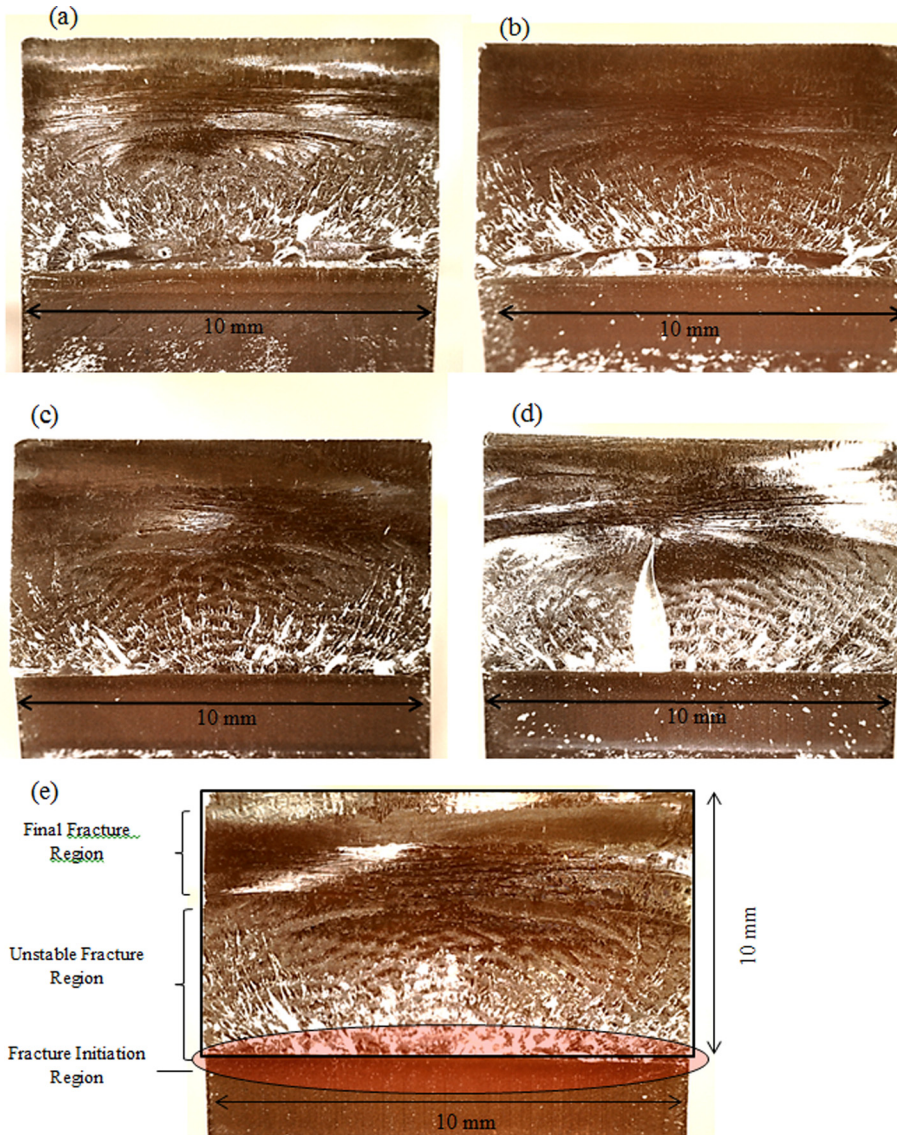 (a)
(b)
10 mm
10 mm
(c)
(d)
10 mm
10 mm
(e)
Final Fracture
Region
Unstable Fracture
Region
Fracture Initiation
Region
10 mm
10 mm